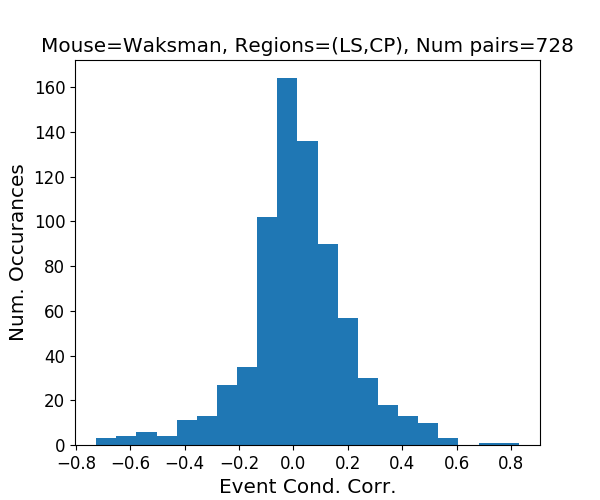 Mouse=Waksman, Regions=(LS,CP), Num pairs=728
160
140
120
100
80
60
40
20
0
Num. Occurances
−0.8 −0.6 −0.4 −0.2 0.0 0.2 0.4 0.6 0.8
Event Cond. Corr.